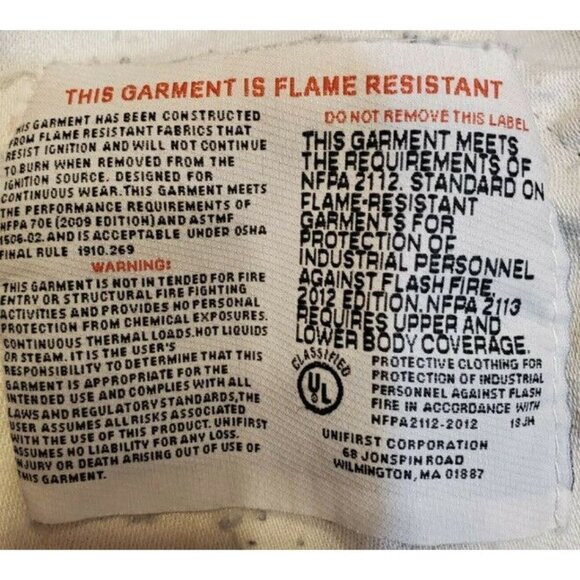 THIS GARMENT IS FLAME RESISTANT
THIS GARMENT HAS BEEN CONSTRUCTED
FROM FLAME RESISTANT FABRICS THAT
RESIST IGNITION AND WILL NOT CONTINUE
TO BURN WHEN REMOVED FROM THE
IGNITION SOURCE. DESIGNED FOR
CONTINUOUS WEAR.THIS GARMENT MEETS
THE PERFORMANCE REQUIREMENTS OF
NFPA 70E (2009 EDITION) AND ASTMF
1506-02. AND IS ACCEPTABLE UNDER OSHA
FINAL RULE 1910.269
WARNING:
THIS GARMENT IS NOT IN TENDED FOR FIRE
ENTRY OR STRUCTURAL FIRE FIGHTING
ACTIVITIES AND PROVIDES NO PERSONAL
PROTECTION FROM CHEMICAL EXPOSURES.
CONTINUOUS THERMAL LOADS.HOT LIQUIDS
OR STEAM. IT IS THE USER'S
RESPONSIBILITY TO DETERMINE THAT THIS
GARMENT IS APPROPRIATE FOR THE
INTENDED USE AND COMPLIES WITH ALL
LAWS AND REGULATORY STANDARDS,THE
USER ASSUMES ALL RISKS ASSOCIATED
WITH THE USE OF THIS PRODUCT. UNIFIRST
ASSUMES NO LIABILITY FOR ANY LOSS.
INJURY OR DEATH ARISING OUT OF USE OF
THIS GARMENT.
DO NOT REMOVE THIS LABEL
THIS GARMENT MEETS
THE REQUIREMENTS OF
NFPA 2112. STANDARD ON
FLAME-RESISTANT
GARMENTS FOR
PROTECTION OF
INDUSTRIAL PERSONNEL
AGAINST FLASH FIRE,
2012 EDITION. NFPA 2113
REQUIRES UPPER AND
LOWER BODY COVERAGE.
CLASSIFIED
UL
PROTECTIVE CLOTHING FOR
PROTECTION OF INDUSTRIAL
PERSONNEL AGAINST FLASH
FIRE IN ACCORDANCE WITH
NFPA 2112-2012 18JH
UNIFIRST CORPORATION
68 JONSPIN ROAD
WILMINGTON, MA 01887